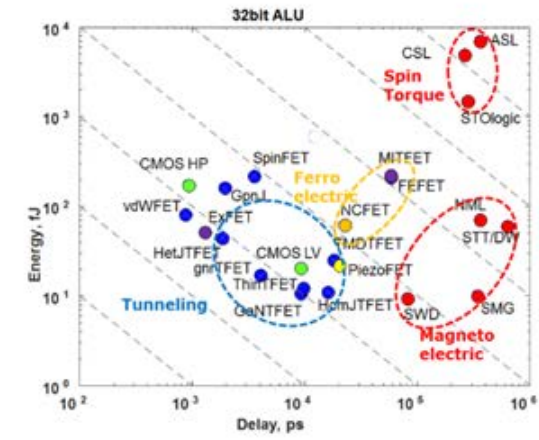 32bit ALU
10^4
10^3
10^2
10^1
10^0
Energy, fJ
10^2
10^3
10^4
10^5
10^6
Delay, ps
CSL
ASL
Spin
Torque
STOlogic
CMOS HP
SpinFET
MITFET
Ferro
electric
FEFET
GpnJ
vdWFET
ExFET
NCFET
NML
HetJTFET
CMOS LV
TMDTFET
STT/DW
gnrTFET
PiezoFET
ThinTFET
Tunneling
GaNTFET
HomJTFET
SWD
SMG
Magneto
electric